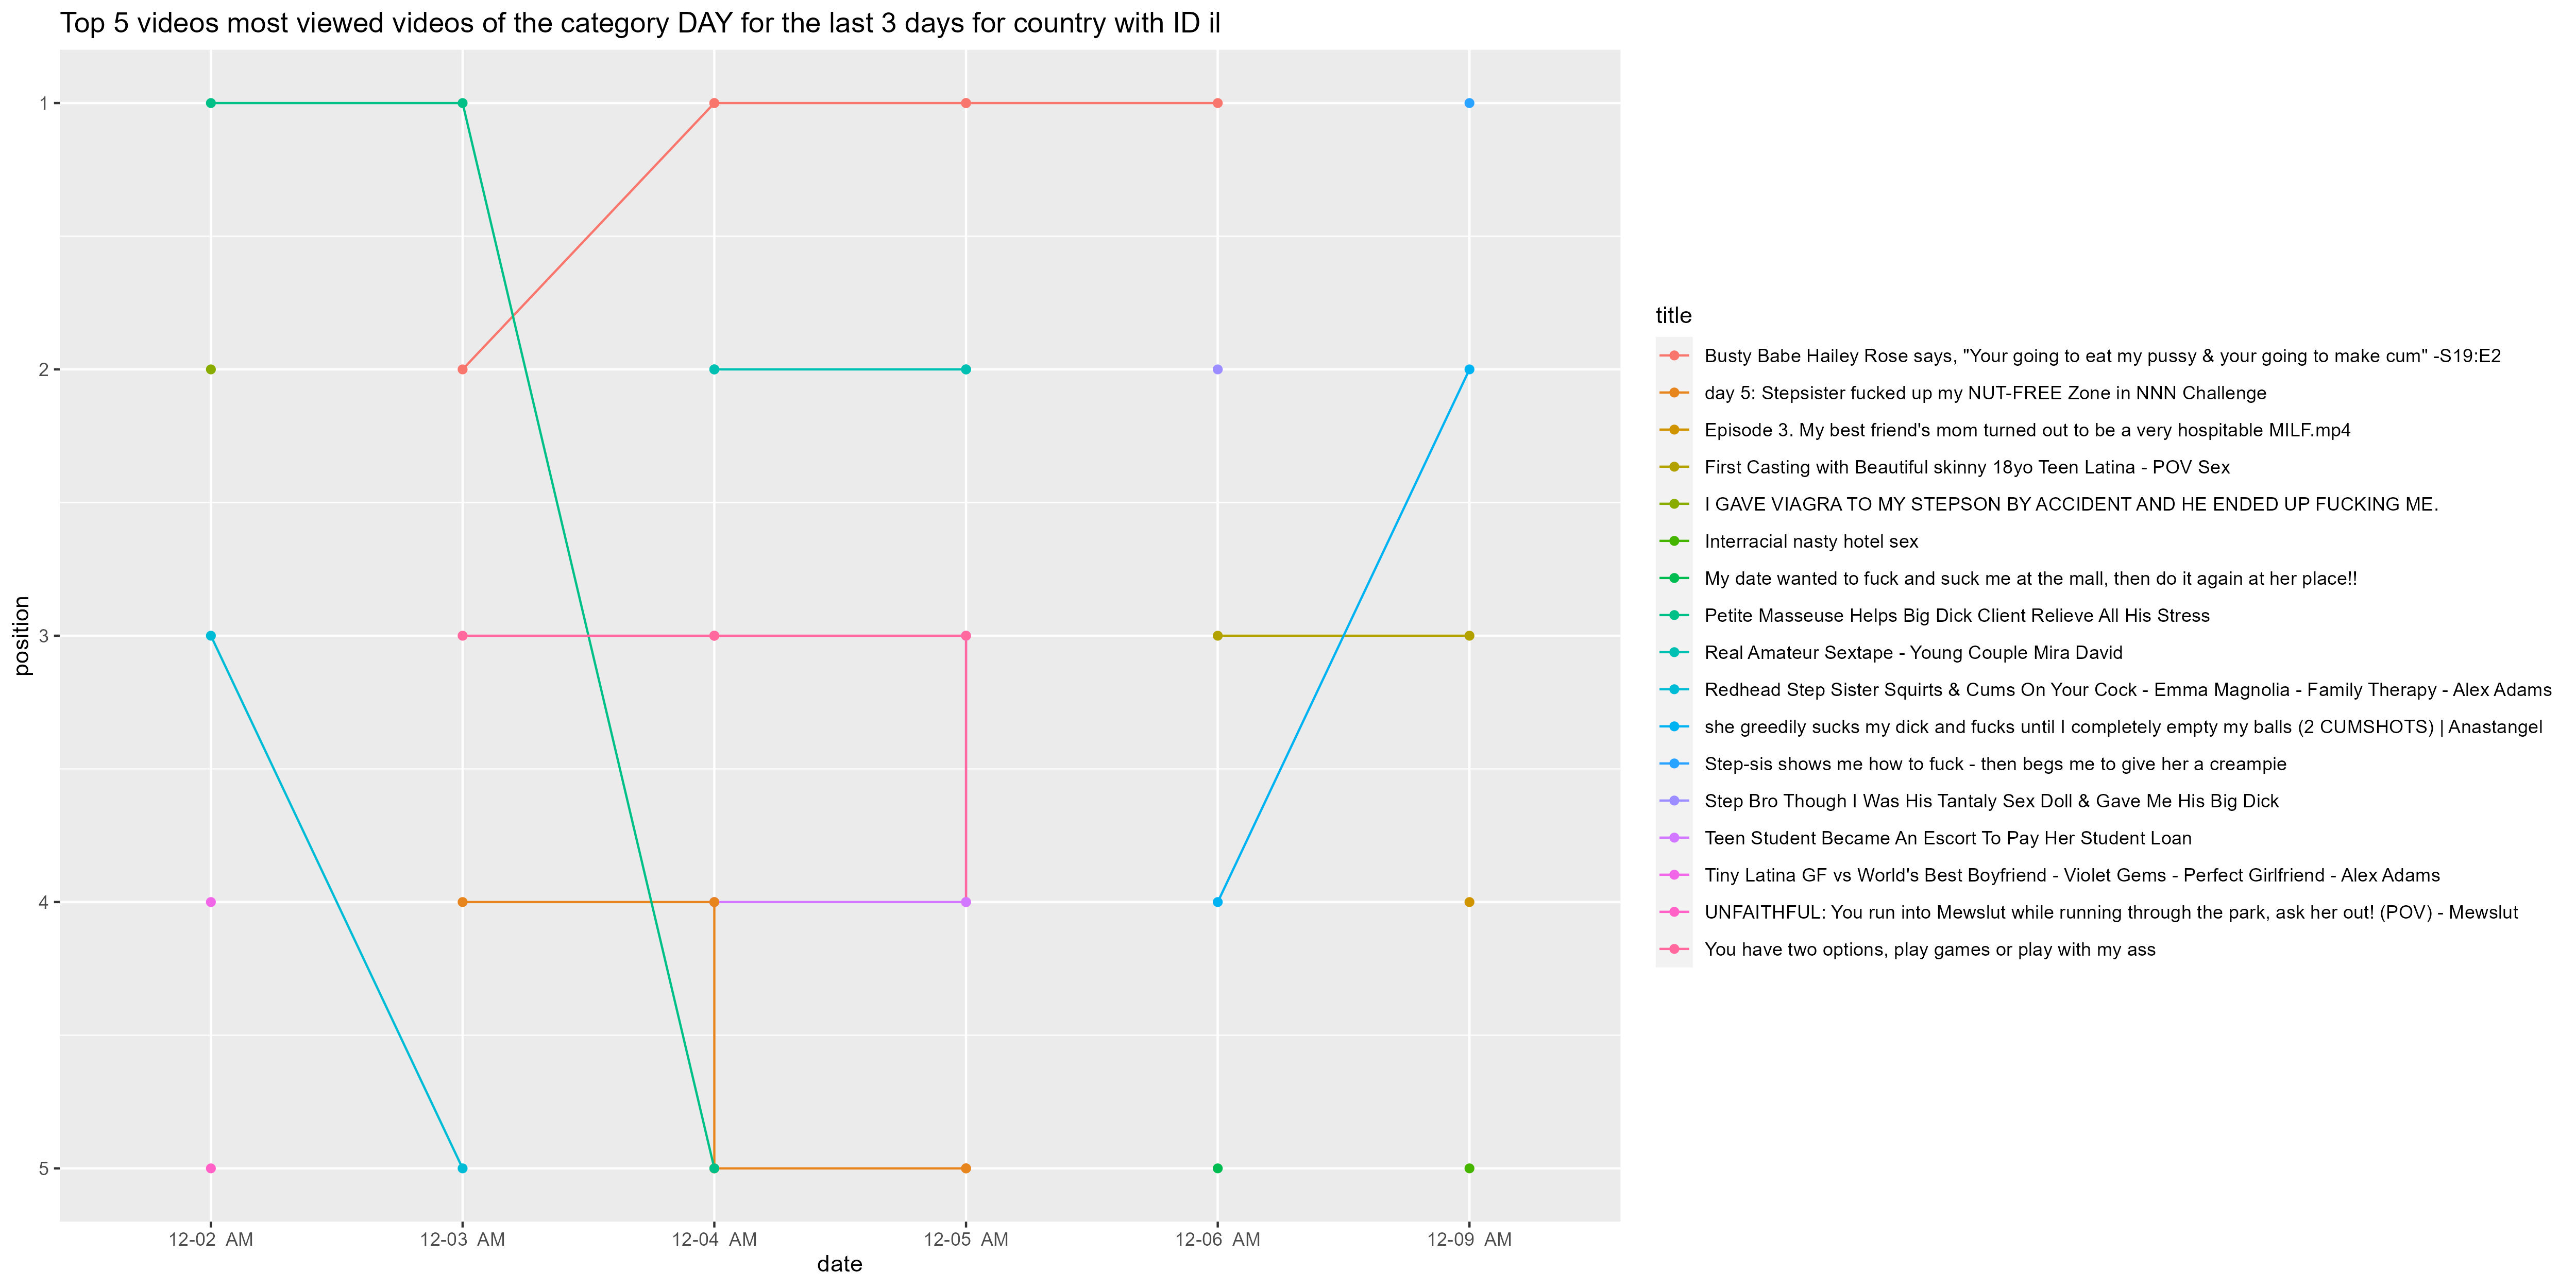 Top 5 videos most viewed videos of the category DAY for the last 3 days for country with ID il
1
2
3
4
5
position
12-02  AM
12-03  AM
12-04  AM
12-05  AM
12-06  AM
12-09  AM
date
title
Busty Babe Hailey Rose says, "Your going to eat my pussy & your going to make cum" -S19:E2
day 5: Stepsister fucked up my NUT-FREE Zone in NNN Challenge
Episode 3. My best friend's mom turned out to be a very hospitable MILF.mp4
First Casting with Beautiful skinny 18yo Teen Latina - POV Sex
I GAVE VIAGRA TO MY STEPSON BY ACCIDENT AND HE ENDED UP FUCKING ME.
Interracial nasty hotel sex
My date wanted to fuck and suck me at the mall, then do it again at her place!!
Petite Masseuse Helps Big Dick Client Relieve All His Stress
Real Amateur Sextape - Young Couple Mira David
Redhead Step Sister Squirts & Cums On Your Cock - Emma Magnolia - Family Therapy - Alex Adams
she greedily sucks my dick and fucks until I completely empty my balls (2 CUMSHOTS) | Anastangel
Step-sis shows me how to fuck - then begs me to give her a creampie
Step Bro Though I Was His Tantaly Sex Doll & Gave Me His Big Dick
Teen Student Became An Escort To Pay Her Student Loan
Tiny Latina GF vs World's Best Boyfriend - Violet Gems - Perfect Girlfriend - Alex Adams
UNFAITHFUL: You run into Mewslut while running through the park, ask her out! (POV) - Mewslut
You have two options, play games or play with my ass